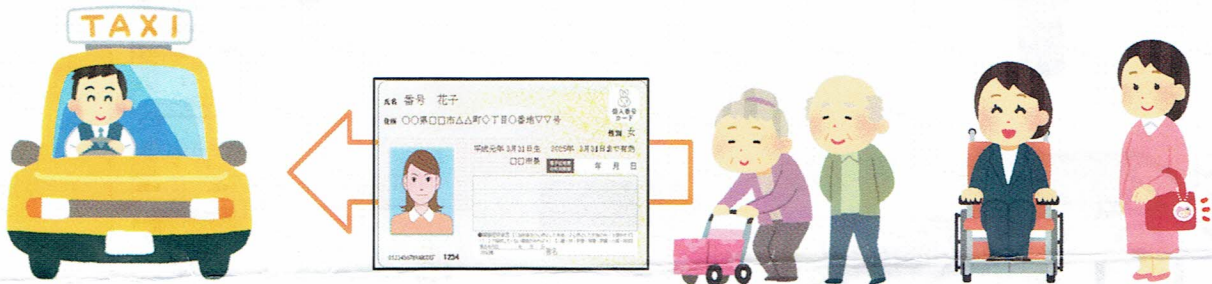 TAXI
氏名 番号 花子
個人番号
カード
住所 ○○県□□市△△町◇丁目○番地▽▽号
性別 女
平成元年 3月31日生 2025年 3月31日まで有効
□□市長
年 月 日
1234